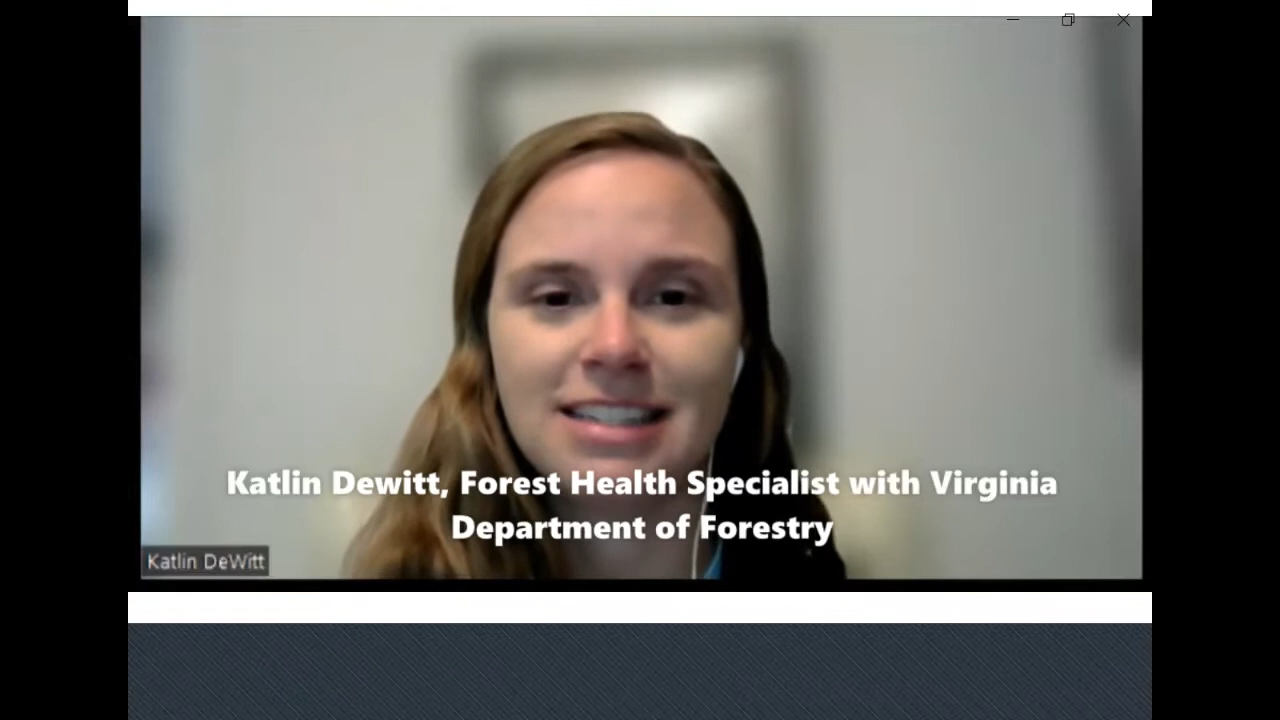 Katlin Dewitt, Forest Health Specialist with Virginia
Department of Forestry
Katlin DeWitt